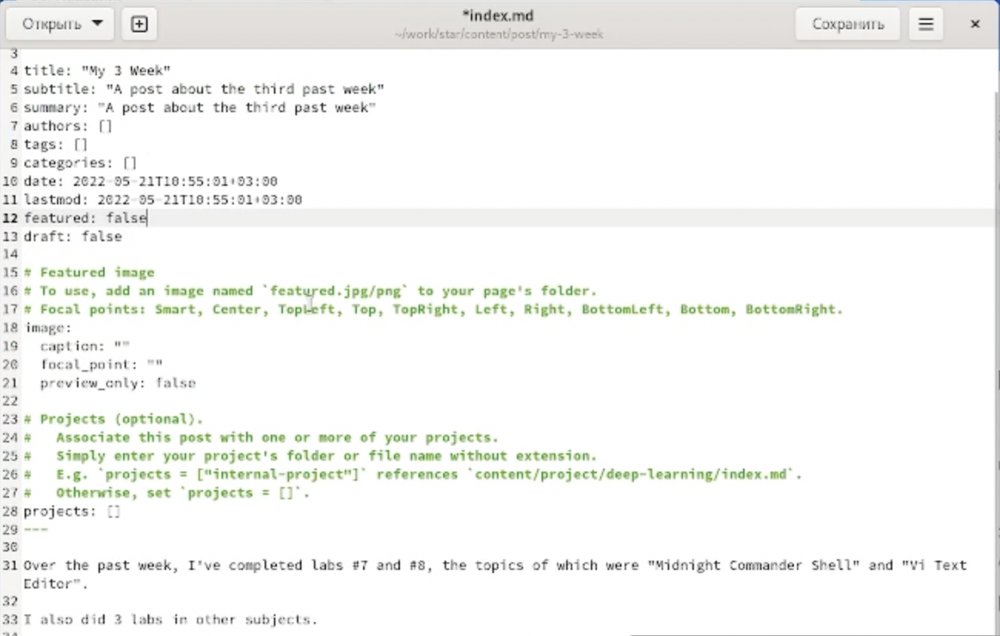 Открыть
*index.md
~/work/star/content/post/my-3-week
Сохранить
3
4 title: "My 3 Week"
5 subtitle: "A post about the third past week"
6 summary: "A post about the third past week"
7 authors: []
8 tags: []
9 categories: []
10 date: 2022-05-21T10:55:01+03:00
11 lastmod: 2022-05-21T10:55:01+03:00
12 featured: false
13 draft: false
14
15 # Featured image
16 # To use, add an image named `featured.jpg/png` to your page's folder.
17 # Focal points: Smart, Center, TopLeft, Top, TopRight, Left, Right, BottomLeft, Bottom, BottomRight.
18 image:
19   caption: ""
20   focal_point: ""
21   preview_only: false
22
23 # Projects (optional).
24 #   Associate this post with one or more of your projects.
25 #   Simply enter your project's folder or file name without extension.
26 #   E.g. `projects = ["internal-project"]` references `content/project/deep-learning/index.md`.
27 #   Otherwise, set `projects = []`.
28 projects: []
29 ---
30
31 Over the past week, I've completed labs #7 and #8, the topics of which were "Midnight Commander Shell" and "Vi Text
Editor".
32
33 I also did 3 labs in other subjects.